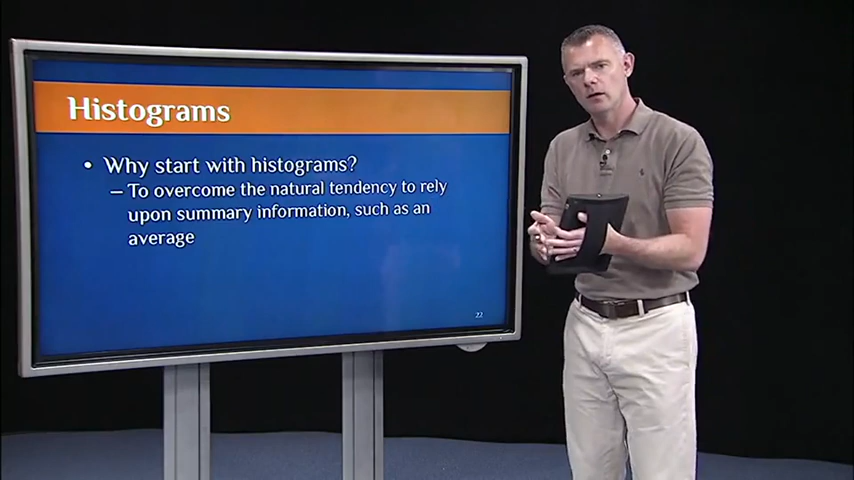 Histograms
• Why start with histograms?
– To overcome the natural tendency to rely
upon summary information, such as an
average
22